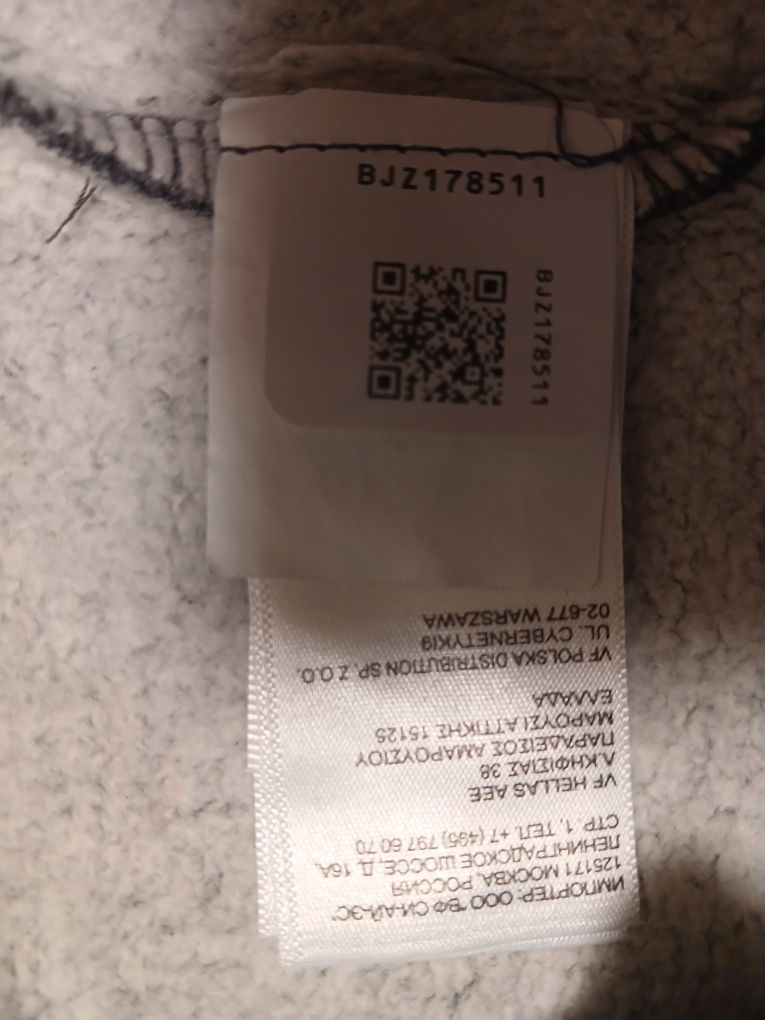 BJZ178511
BJZ178511
ИМПОРТЕР: ООО "ВФ СИ-АЙ-ЭС"
125171 МОСКВА, РОССИЯ
ЛЕНИНГРАДСКОЕ ШОССЕ, Д. 16А,
СТР. 1, ТЕЛ. +7 (495) 797 60 70
VF HELLAS AEE
Λ.ΚΗΦΙΣΙΑΣ 38
ΠΑΡΑΔΕΙΣΟΣ ΑΜΑΡΟΥΣΙΟΥ
ΜΑΡΟΥΣΙ ΑΤΤΙΚΗΣ 15125
ΕΛΛΑΔΑ
VF POLSKA DISTRIBUTION SP. Z O.O.
UL. CYBERNETYKI9
02-677 WARSZAWA